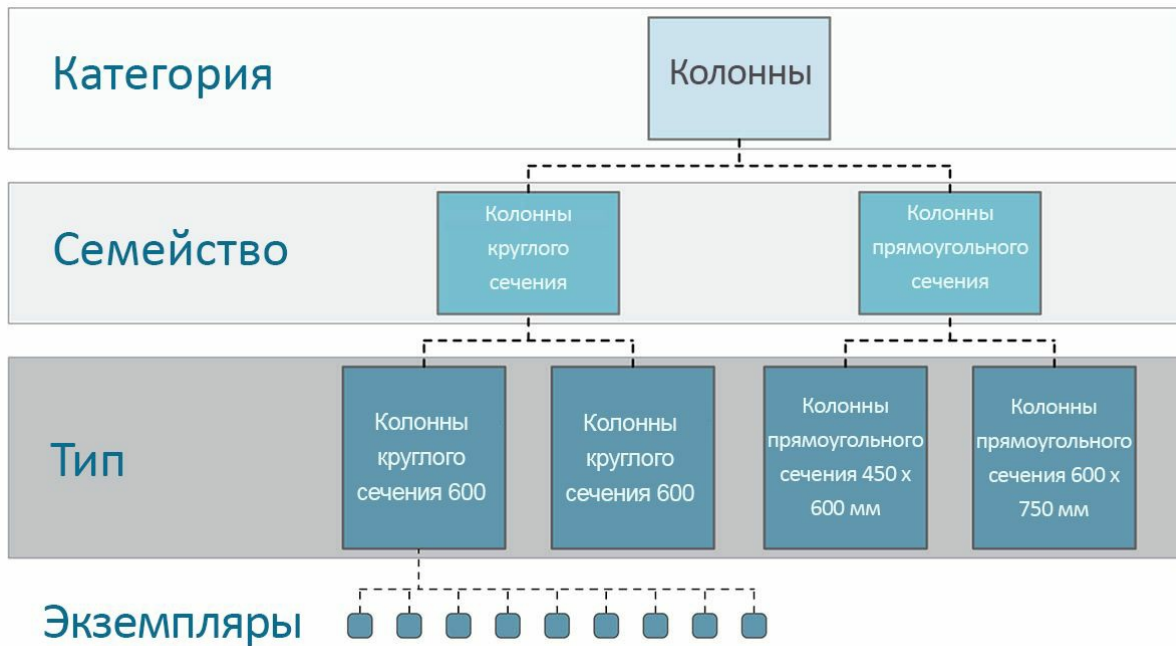 Категория
Колонны
Семейство
Колонны
круглого
сечения
Колонны
прямоугольного
сечения
Тип
Колонны
круглого
сечения 600
Колонны
круглого
сечения 600
Колонны
прямоугольного
сечения 450 x
600 мм
Колонны
прямоугольного
сечения 600 x
750 мм
Экземпляры